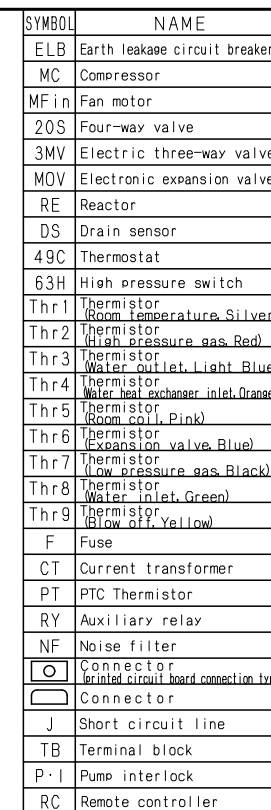 SYMBOL NAME
ELB Earth leakage circuit breaker
MC Compressor
MFin Fan motor
20S Four-way valve
3MV Electric three-way valve
MOV Electronic expansion valve
RE Reactor
DS Drain sensor
49C Thermostat
63H High pressure switch
Thr1 Thermistor
(Room temperature, Silver
Thr2 Thermistor
(High pressure gas, Red)
Thr3 Thermistor
(Water outlet, Light Blue
Thr4 Thermistor
(Water heat exchanger inlet, Orange
Thr5 Thermistor
(Room coil, Pink)
Thr6 Thermistor
(Expansion valve, Blue)
Thr7 Thermistor
(Low pressure gas, Black)
Thr8 Thermistor
(Water inlet, Green)
Thr9 Thermistor
(Blow off, Yellow)
F Fuse
CT Current transformer
PT PTC Thermistor
RY Auxiliary relay
NF Noise filter
Connector
(printed circuit board connection typ
Connector
J Short circuit line
TB Terminal block
P·I Pump interlock
RC Remote controller